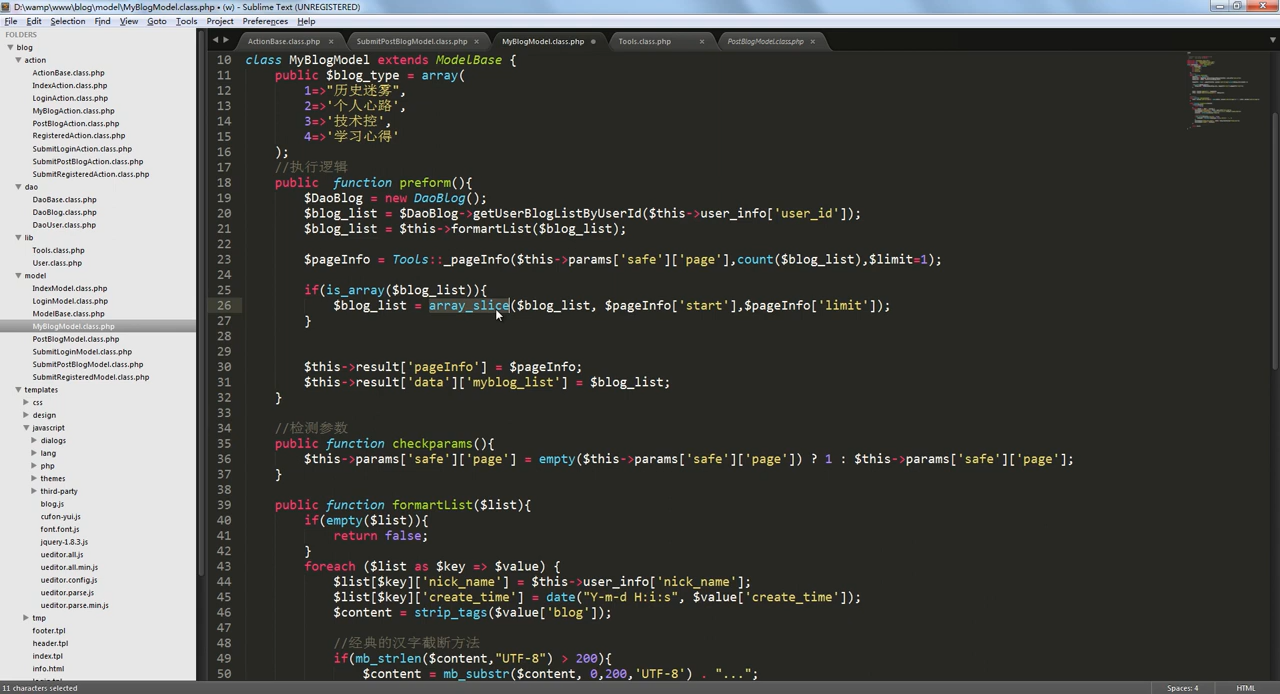 D:\wamp\www\blog\model\MyBlogModel.class.php • (w) - Sublime Text (UNREGISTERED)
File Edit Selection Find View Goto Tools Project Preferences Help
FOLDERS
blog
action
ActionBase.class.php
IndexAction.class.php
LoginAction.class.php
MyBlogAction.class.php
PostBlogAction.class.php
RegisteredAction.class.php
SubmitLoginAction.class.php
SubmitPostBlogAction.class.php
SubmitRegisteredAction.class.php
dao
DaoBase.class.php
DaoBlog.class.php
DaoUser.class.php
lib
Tools.class.php
User.class.php
model
IndexModel.class.php
LoginModel.class.php
ModelBase.class.php
MyBlogModel.class.php
PostBlogModel.class.php
SubmitLoginModel.class.php
SubmitPostBlogModel.class.php
SubmitRegisteredModel.class.php
templates
css
design
javascript
dialogs
lang
php
themes
third-party
blog.js
cufon-yui.js
font.font.js
jquery-1.8.3.js
ueditor.all.js
ueditor.all.min.js
ueditor.config.js
ueditor.parse.js
ueditor.parse.min.js
tmp
footer.tpl
header.tpl
index.tpl
info.html
ActionBase.class.php × SubmitPostBlogModel.class.php × MyBlogModel.class.php • Tools.class.php × PostBlogModel.class.php ×
10 class MyBlogModel extends ModelBase {
11 public $blog_type = array(
12 1=>"历史迷雾",
13 2=>'个人心路',
14 3=>'技术控',
15 4=>'学习心得'
16 );
17 //执行逻辑
18 public function preform(){
19 $DaoBlog = new DaoBlog();
20 $blog_list = $DaoBlog->getUserBlogListByUserId($this->user_info['user_id']);
21 $blog_list = $this->formartList($blog_list);
22
23 $pageInfo = Tools::_pageInfo($this->params['safe']['page'],count($blog_list),$limit=1);
24
25 if(is_array($blog_list)){
26 $blog_list = array_slice($blog_list, $pageInfo['start'],$pageInfo['limit']);
27 }
28
29
30 $this->result['pageInfo'] = $pageInfo;
31 $this->result['data']['myblog_list'] = $blog_list;
32 }
33
34 //检测参数
35 public function checkparams(){
36 $this->params['safe']['page'] = empty($this->params['safe']['page']) ? 1 : $this->params['safe']['page'];
37 }
38
39 public function formartList($list){
40 if(empty($list)){
41 return false;
42 }
43 foreach ($list as $key => $value) {
44 $list[$key]['nick_name'] = $this->user_info['nick_name'];
45 $list[$key]['create_time'] = date("Y-m-d H:i:s", $value['create_time']);
46 $content = strip_tags($value['blog']);
47
48 //经典的汉字截断方法
49 if(mb_strlen($content,"UTF-8") > 200){
50 $content = mb_substr($content, 0,200,'UTF-8') . "...";
11 characters selected Spaces: 4 HTML